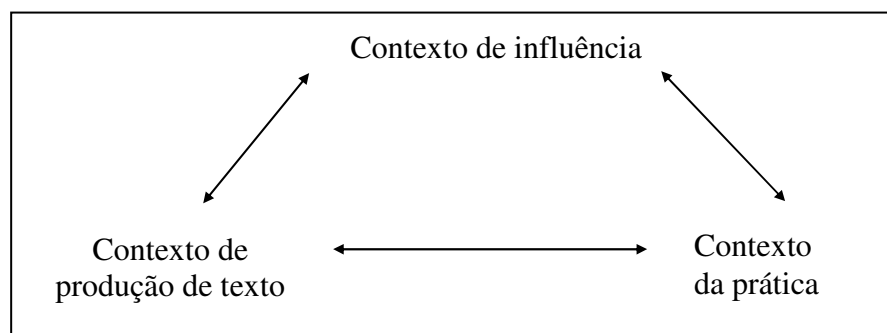 Contexto de influência
Contexto de
produção de texto
Contexto
da prática